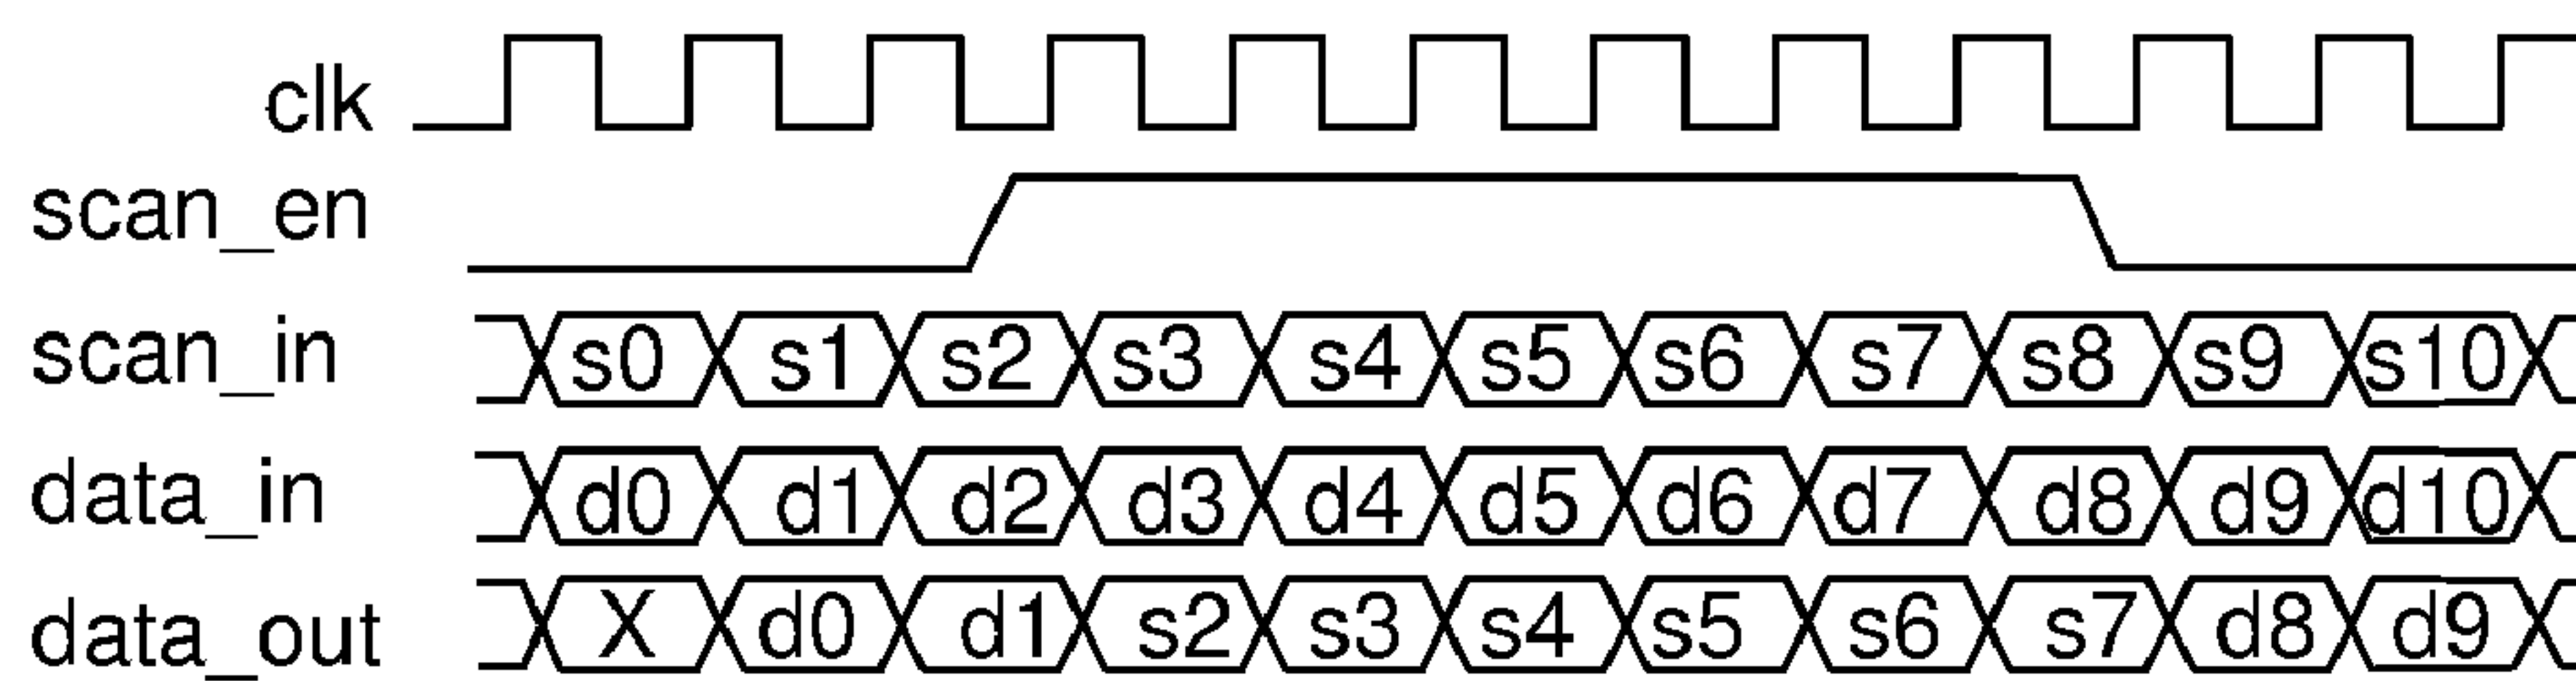 clk
scan_en
scan_in s0 s1 s2 s3 s4 s5 s6 s7 s8 s9 s10
data_in d0 d1 d2 d3 d4 d5 d6 d7 d8 d9 d10
data_out X d0 d1 s2 s3 s4 s5 s6 s7 d8 d9